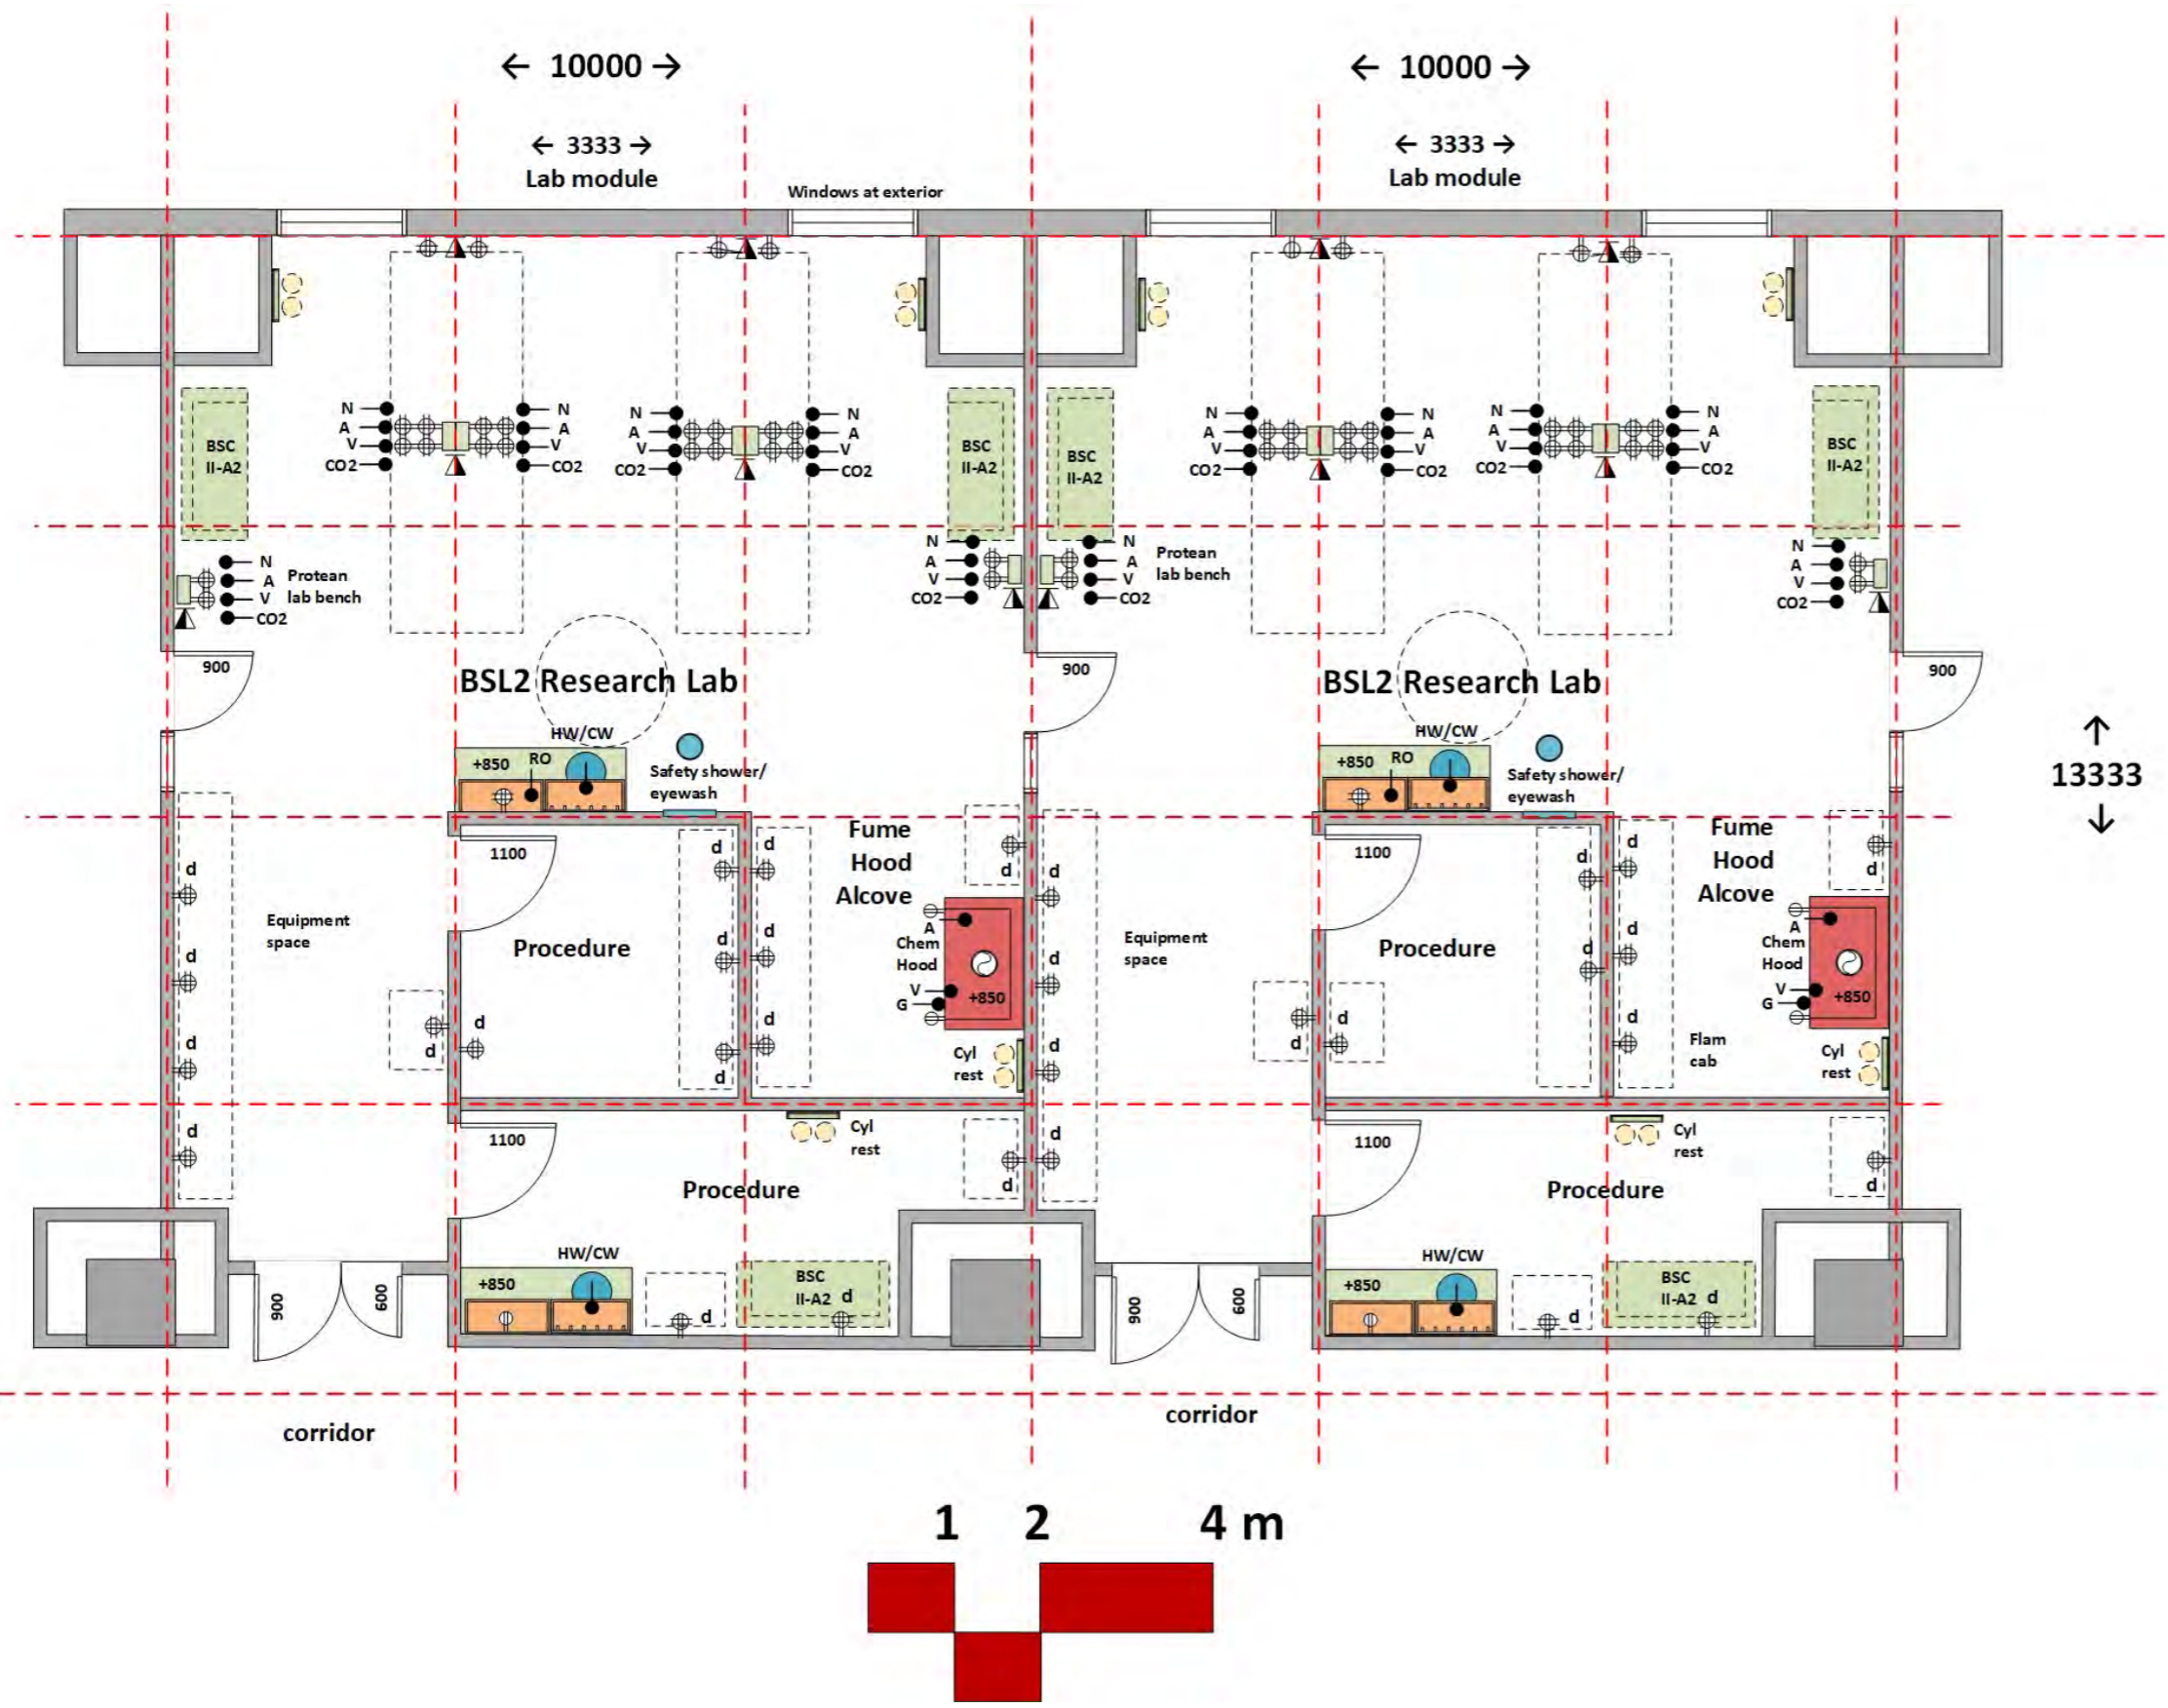 ← 10000 →
← 10000 →
← 3333 →
Lab module
← 3333 →
Lab module
Windows at exterior
N
A
V
CO2
N
A
V
CO2
N
A
V
CO2
N
A
V
CO2
N
A
V
CO2
N
A
V
CO2
N
A
V
CO2
N
A
V
CO2
BSC
II-A2
BSC
II-A2
BSC
II-A2
BSC
II-A2
N
A
V
CO2
Protean
lab bench
N
A
V
CO2
N
A
V
CO2
Protean
lab bench
N
A
V
CO2
900
BSL2 Research Lab
900
BSL2 Research Lab
900
↑
13333
↓
HW/CW
+850
RO
Safety shower/
eyewash
HW/CW
+850
RO
Safety shower/
eyewash
1100
d
d
Fume
Hood
Alcove
d
d
1100
d
d
Fume
Hood
Alcove
d
d
Equipment
space
Procedure
d
d
A
Chem
Hood
V
G
+850
d
d
Equipment
space
Procedure
d
d
A
Chem
Hood
V
G
+850
d
d
d
d
d
Cyl
rest
d
d
d
d
Flam
cab
Cyl
rest
d
1100
Cyl
rest
d
d
1100
Cyl
rest
d
Procedure
Procedure
900
600
HW/CW
+850
d
BSC
II-A2
d
900
600
HW/CW
+850
d
BSC
II-A2
d
corridor
corridor
1 2 4 m